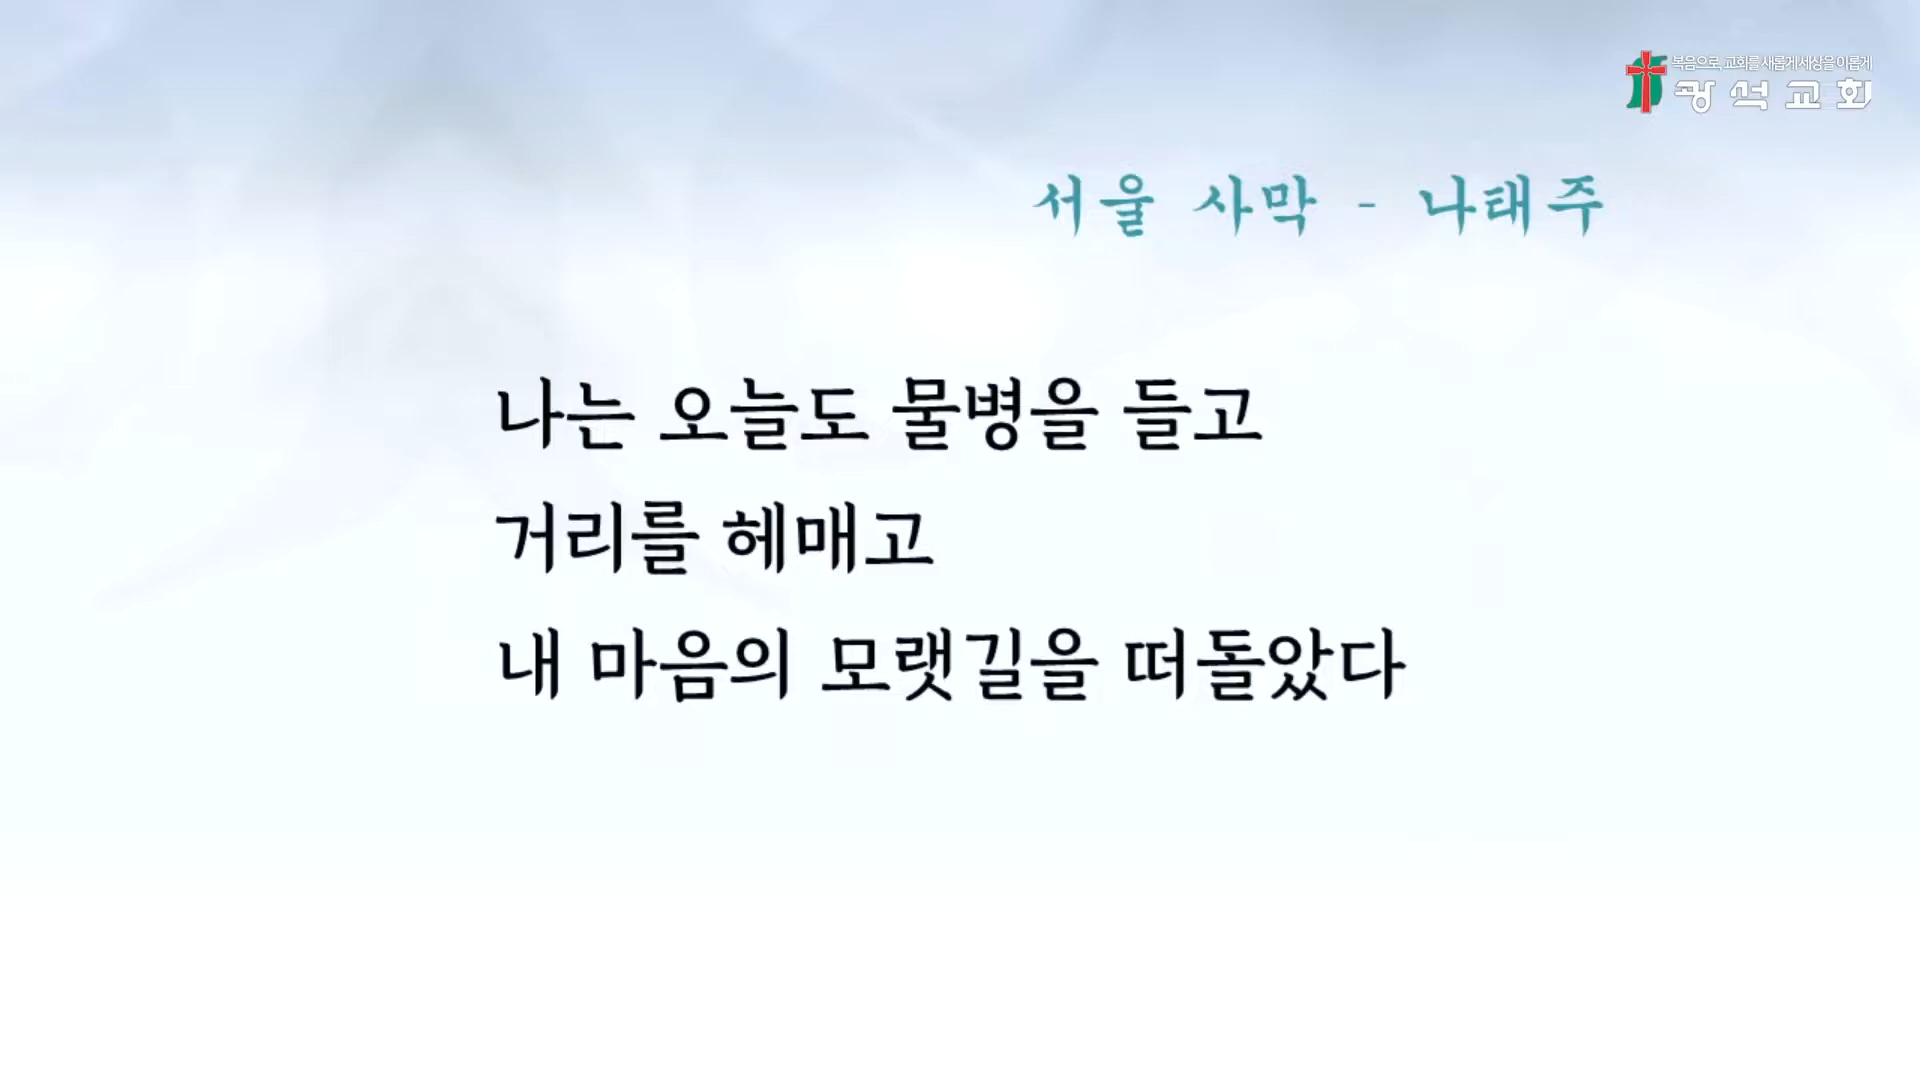 복음으로, 교회를 새롭게 세상을 이롭게
광석교회
서울 사막 - 나태주
나는 오늘도 물병을 들고
거리를 헤매고
내 마음의 모랫길을 떠돌았다